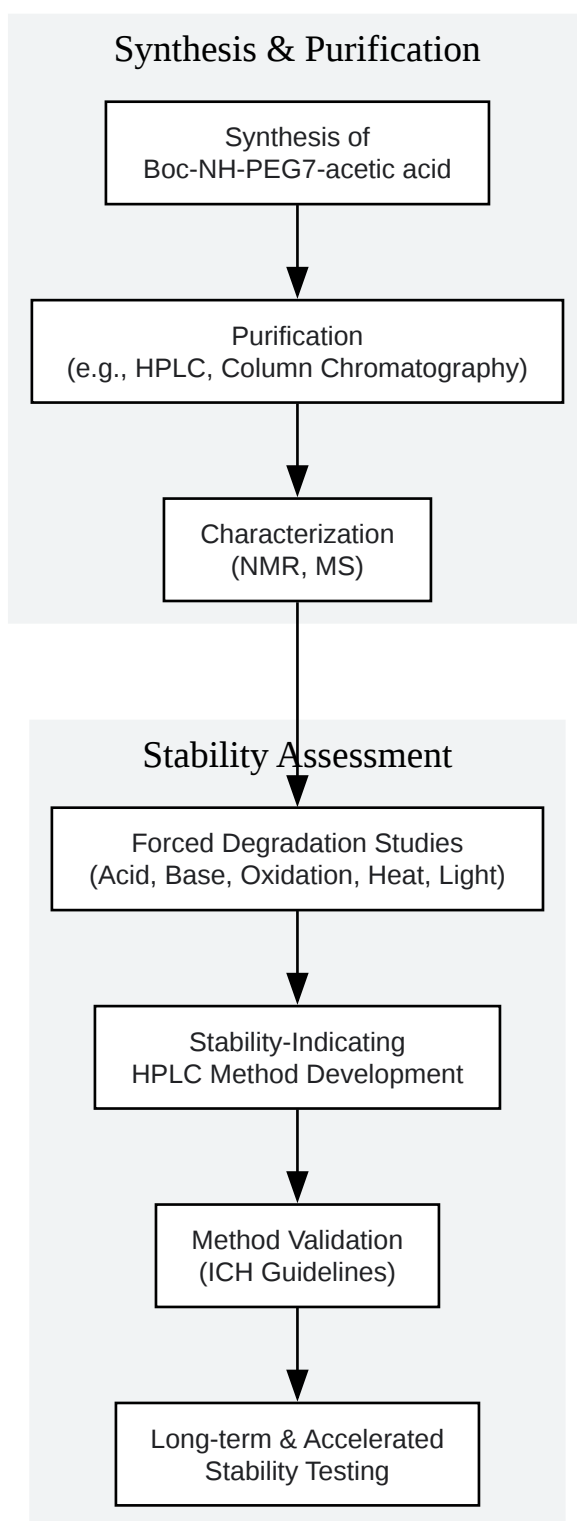 Synthesis & Purification
Synthesis of
Boc-NH-PEG7-acetic acid
Purification
(e.g., HPLC, Column Chromatography)
Characterization
(NMR, MS)
Stability Assessment
Forced Degradation Studies
(Acid, Base, Oxidation, Heat, Light)
Stability-Indicating
HPLC Method Development
Method Validation
(ICH Guidelines)
Long-term & Accelerated
Stability Testing